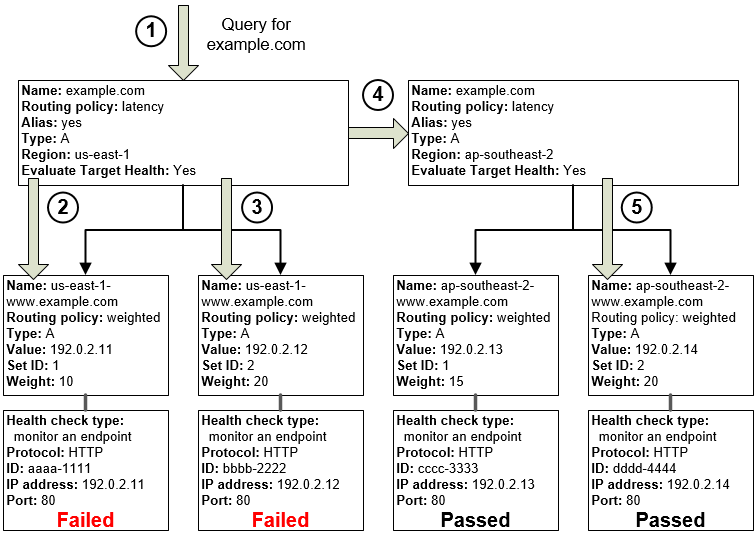 1
Query for
example.com
Name: example.com
Routing policy: latency
Alias: yes
Type: A
Region: us-east-1
Evaluate Target Health: Yes
4
Name: example.com
Routing policy: latency
Alias: yes
Type: A
Region: ap-southeast-2
Evaluate Target Health: Yes
2
3
5
Name: us-east-1-
www.example.com
Routing policy: weighted
Type: A
Value: 192.0.2.11
Set ID: 1
Weight: 10
Name: us-east-1-
www.example.com
Routing policy: weighted
Type: A
Value: 192.0.2.12
Set ID: 2
Weight: 20
Name: ap-southeast-2-
www.example.com
Routing policy: weighted
Type: A
Value: 192.0.2.13
Set ID: 1
Weight: 15
Name: ap-southeast-2-
www.example.com
Routing policy: weighted
Type: A
Value: 192.0.2.14
Set ID: 2
Weight: 20
Health check type:
monitor an endpoint
Protocol: HTTP
ID: aaaa-1111
IP address: 192.0.2.11
Port: 80
Failed
Health check type:
monitor an endpoint
Protocol: HTTP
ID: bbbb-2222
IP address: 192.0.2.12
Port: 80
Failed
Health check type:
monitor an endpoint
Protocol: HTTP
ID: cccc-3333
IP address: 192.0.2.13
Port: 80
Passed
Health check type:
monitor an endpoint
Protocol: HTTP
ID: dddd-4444
IP address: 192.0.2.14
Port: 80
Passed